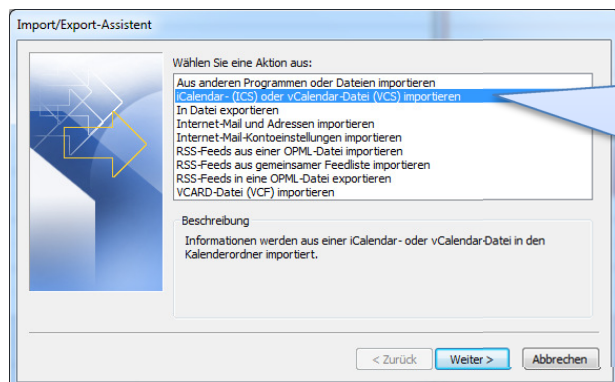 Import/Export-Assistent
Wählen Sie eine Aktion aus:
Aus anderen Programmen oder Dateien importieren
iCalendar- (ICS) oder vCalendar-Datei (VCS) importieren
In Datei exportieren
Internet-Mail und Adressen importieren
Internet-Mail-Kontoeinstellungen importieren
RSS-Feeds aus einer OPML-Datei importieren
RSS-Feeds aus gemeinsamer Feedliste importieren
RSS-Feeds in eine OPML-Datei exportieren
VCARD-Datei (VCF) importieren
Beschreibung
Informationen werden aus einer iCalendar- oder vCalendar-Datei in den
Kalenderordner importiert.
< Zurück
Weiter >
Abbrechen